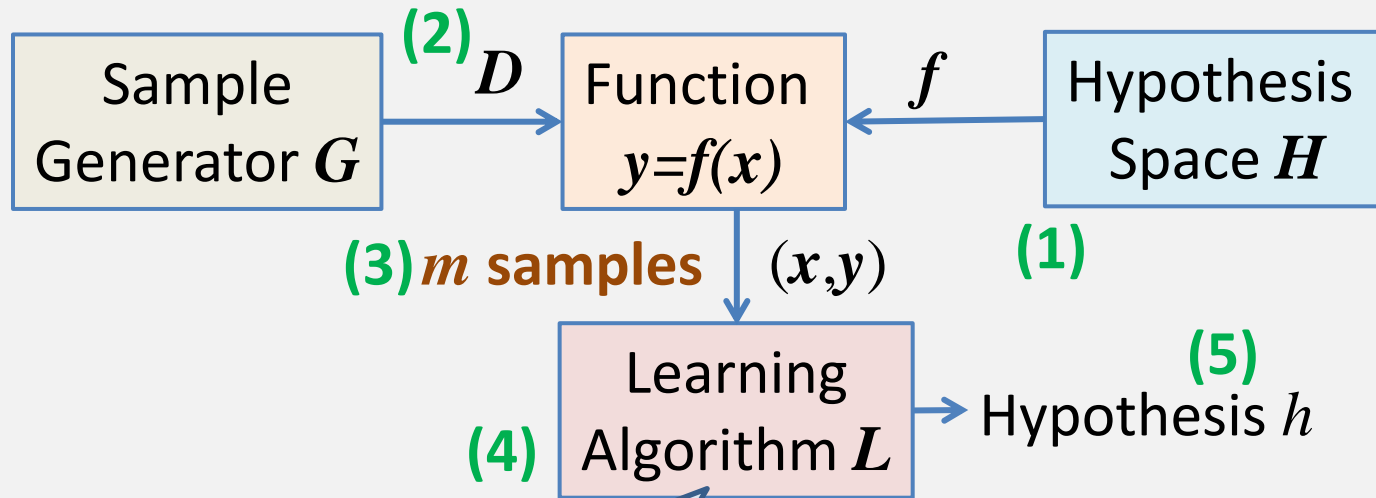 (2)
D
Sample
Generator G
Function
y=f(x)
f
Hypothesis
Space H
(1)
(3) m samples
(x,y)
Learning
Algorithm L
(4)
(5)
Hypothesis h